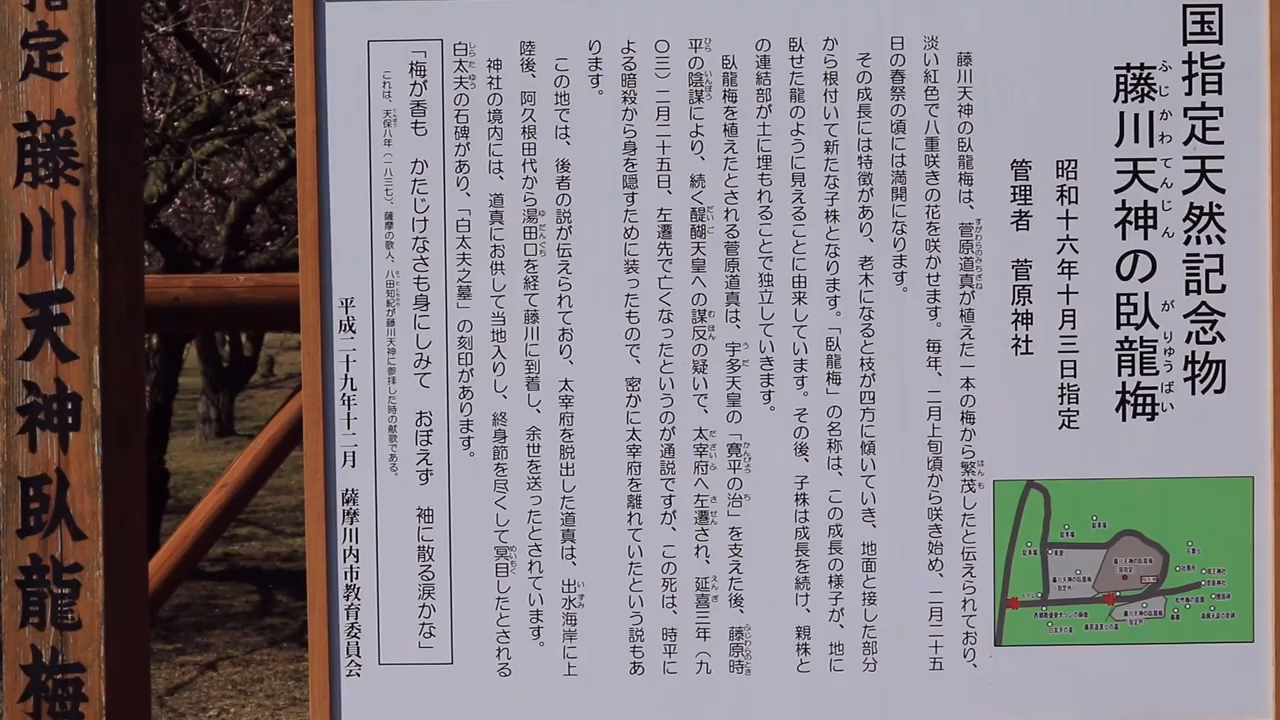 国指定天然記念物
藤川天神の臥龍梅
ふじかわてんじん がりゅうばい
昭和十六年十月三日指定
管理者 菅原神社
藤川天神の臥龍梅は、菅原道真が植えた一本の梅から繁茂したと伝えられており、
淡い紅色で八重咲きの花を咲かせます。毎年、二月上旬頃から咲き始め、二月二十五
日の春祭の頃には満開になります。
その成長には特徴があり、老木になると枝が四方に傾いていき、地面と接した部分
から根付いて新たな子株となります。「臥龍梅」の名称は、この成長の様子が、地に
臥せた龍のように見えることに由来しています。その後、子株は成長を続け、親株と
の連結部が土に埋もれることで独立していきます。
臥龍梅を植えたとされる菅原道真は、宇多天皇の「寛平の治」を支えた後、藤原時
平の陰謀により、続く醍醐天皇への謀反の疑いで、太宰府へ左遷され、延喜三年（九
〇三）二月二十五日、左遷先で亡くなったというのが通説ですが、この死は、時平に
よる暗殺から身を隠すために装ったもので、密かに太宰府を離れていたという説もあ
ります。
この地では、後者の説が伝えられており、太宰府を脱出した道真は、出水海岸に上
陸後、阿久根田代から湯田口を経て藤川に到着し、余世を送ったとされています。
神社の境内には、道真にお供して当地入りし、終身節を尽くして冥目したとされる
白太夫の石碑があり、「白太夫之墓」の刻印があります。
「梅が香も かたじけなさも身にしみて おぼえず 袖に散る涙かな」
これは、天保八年（一八三七）、薩摩の歌人、八田知紀が藤川天神に参拝した時の献歌である。
平成二十九年十二月 薩摩川内市教育委員会
指定 藤川天神臥龍梅